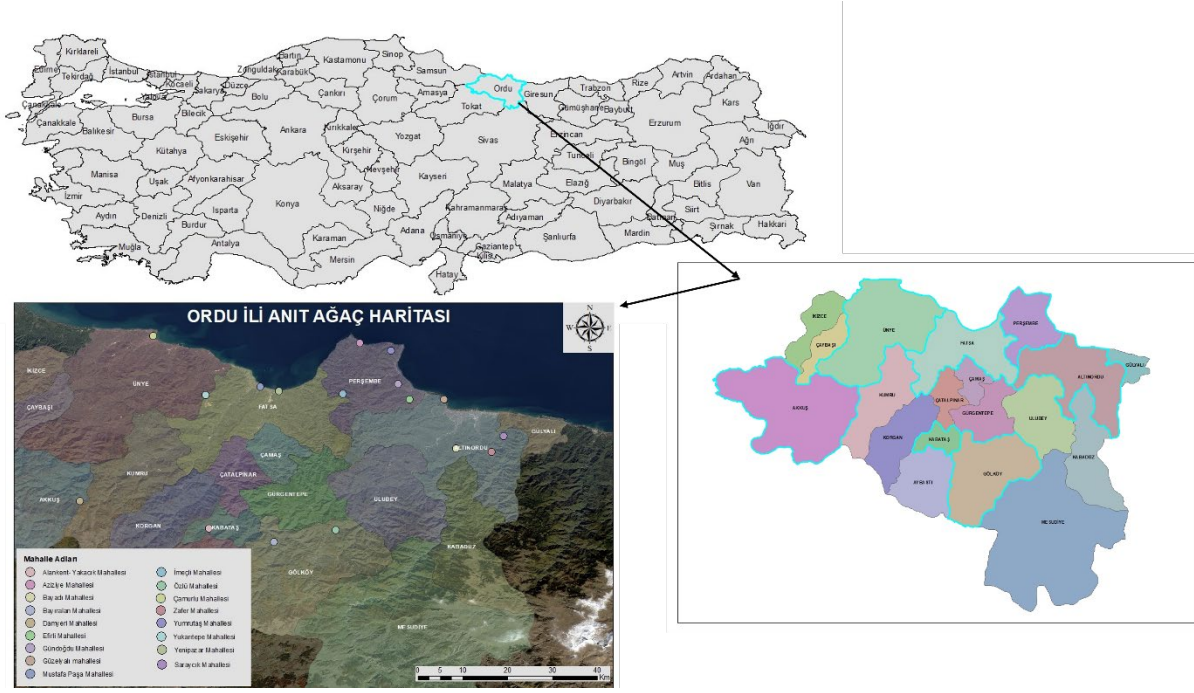 Kırklareli
Edirne
Tekirdağ
İstanbul
İstanbul
Kocaeli
Yalova
Sakarya
Düzce
Zonguldak
Bartın
Karabük
Kastamonu
Sinop
Samsun
Ordu
Giresun
Trabzon
Rize
Artvin
Ardahan
Çanakkale
Çanakkale
Balıkesir
Bursa
Bilecik
Bolu
Çankırı
Çorum
Amasya
Tokat
Gümüşhane
Bayburt
Kars
Erzurum
Iğdır
Ağrı
Eskişehir
Ankara
Kırıkkale
Yozgat
Sivas
Erzincan
Kütahya
Kırşehir
Tunceli
Bingöl
Muş
Manisa
Uşak
Afyonkarahisar
Nevşehir
Kayseri
Malatya
Elazığ
Bitlis
Van
İzmir
Aksaray
Konya
Niğde
Kahramanmaraş
Diyarbakır
Siirt
Batman
Aydın
Denizli
Isparta
Burdur
Adana
Osmaniye
Adıyaman
Mardin
Şırnak
Hakkari
Muğla
Antalya
Karaman
Mersin
Gaziantep
Kilis
Şanlıurfa
Hatay
ORDU İLİ ANIT AĞAÇ HARİTASI
N
W
E
S
İKİZCE
ÜNYE
PERŞEMBE
ÇAYBAŞI
FATSA
GÜLYALI
ALTINORDU
KUMRU
ÇAMAŞ
ÇATALPINAR
AKKUŞ
GÜRGENTEPE
ULUBEY
KORGAN
KABATAŞ
KABADÜZ
GÖLKÖY
MESUDİYE
Mahalle Adları
Alankent- Yakacık Mahallesi
Aziziye Mahallesi
Bayadı Mahallesi
Bayıralan Mahallesi
Damyeri Mahallesi
Efirli Mahallesi
Gündoğdu Mahallesi
Güzelyalı mahallesi
Mustafa Paşa Mahallesi
İmeçli Mahallesi
Özlü Mahallesi
Çamurlu Mahallesi
Zafer Mahallesi
Yumrutaş Mahallesi
Yukarıtepe Mahallesi
Yenipazar Mahallesi
Saraycık Mahallesi
0 5 10 20 30 40
Km
İKİZCE
ÜNYE
PERŞEMBE
ÇAYBAŞI
FATSA
GÜLYALI
ALTINORDU
ÇAMAŞ
AKKUŞ
KUMRU
ÇATALPINAR
GÜRGENTEPE
ULUBEY
KORGAN
KABATAŞ
KABADÜZ
AYBASTI
GÖLKÖY
MESUDİYE